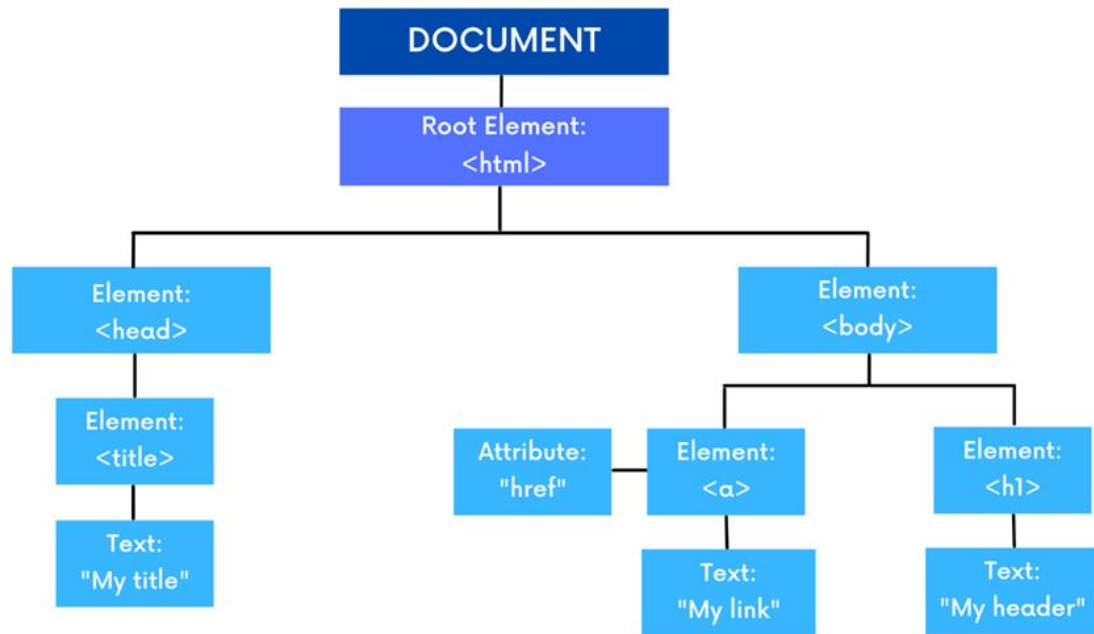 DOCUMENT
Root Element:
<html>
Element:
<head>
Element:
<body>
Element:
<title>
Attribute:
"href"
Element:
<a>
Element:
<h1>
Text:
"My title"
Text:
"My link"
Text:
"My header"